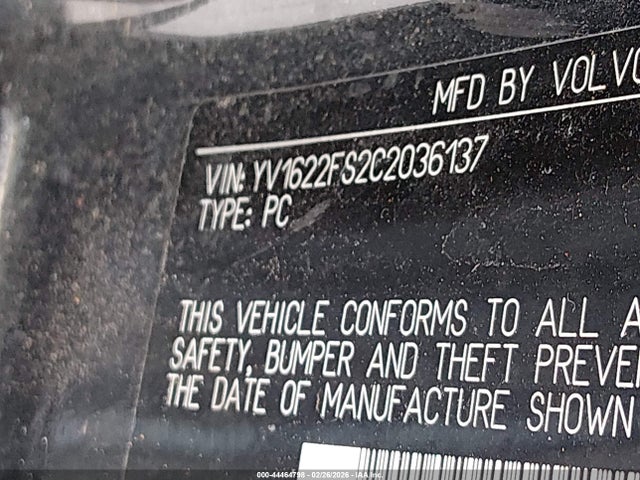 MFD BY VOLVO
VIN: YV1622FS2C2036137
TYPE: PC
THIS VEHICLE CONFORMS TO ALL A
SAFETY, BUMPER AND THEFT PREVE
THE DATE OF MANUFACTURE SHOWN
000-44464798 - 02/26/2026 - IAA Inc.